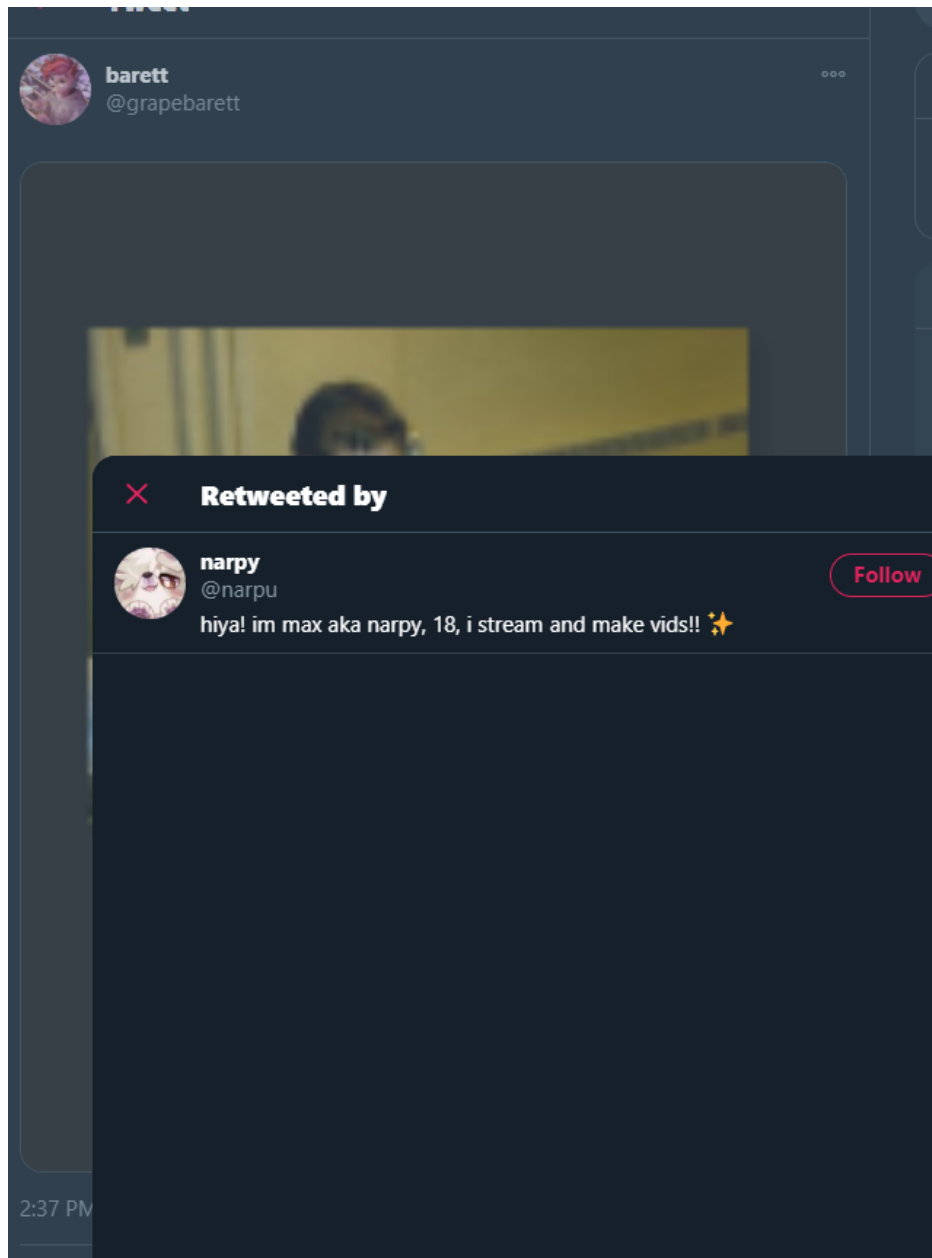 Tweet
barett
@grapebarett
Retweeted by
narpy
@narpu
Follow
hiya! im max aka narpy, 18, i stream and make vids!! ✨
2:37 PM